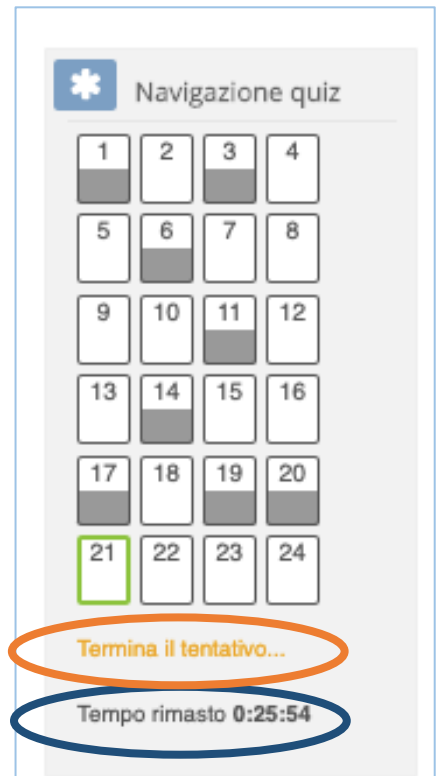 Navigazione quiz
1 2 3 4
5 6 7 8
9 10 11 12
13 14 15 16
17 18 19 20
21 22 23 24
Termina il tentativo...
Tempo rimasto 0:25:54